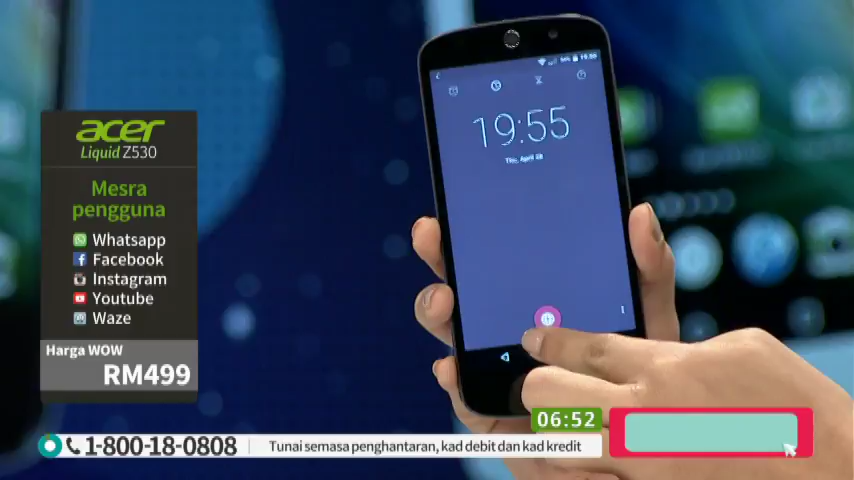 acer
Liquid Z530
Mesra
pengguna
Whatsapp
Facebook
Instagram
Youtube
Waze
Harga WOW
RM499
19:55
06:52
1-800-18-0808
Tunai semasa penghantaran, kad debit dan kad kredit